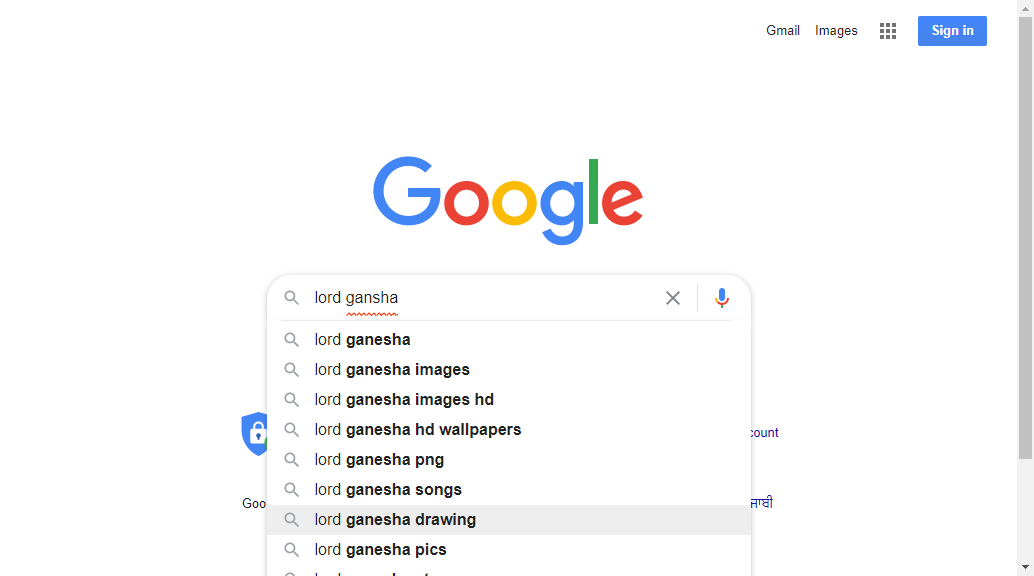 Gmail Images Sign in
Google
lord gansha
lord ganesha
lord ganesha images
lord ganesha images hd
lord ganesha hd wallpapers
count
lord ganesha png
lord ganesha songs
Goo
ਜਾਬੀ
lord ganesha drawing
lord ganesha pics